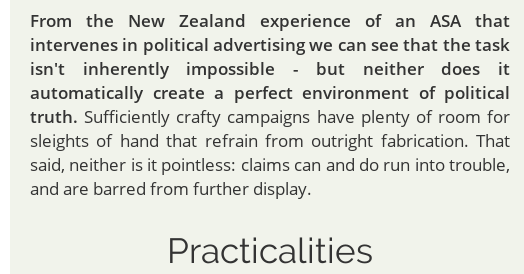 From the New Zealand experience of an ASA that
intervenes in political advertising we can see that the task
isn't inherently impossible - but neither does it
automatically create a perfect environment of political
truth. Sufficiently crafty campaigns have plenty of room for
sleights of hand that refrain from outright fabrication. That
said, neither is it pointless: claims can and do run into trouble,
and are barred from further display.
Practicalities